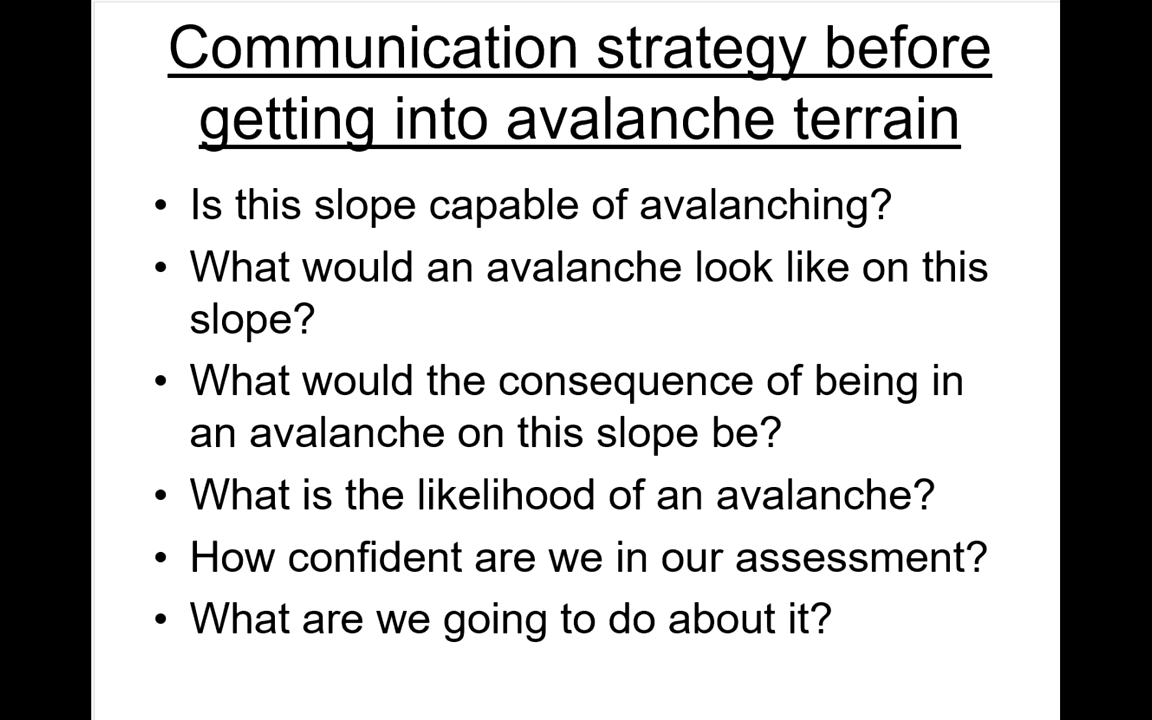 Communication strategy before
getting into avalanche terrain
• Is this slope capable of avalanching?
• What would an avalanche look like on this
slope?
• What would the consequence of being in
an avalanche on this slope be?
• What is the likelihood of an avalanche?
• How confident are we in our assessment?
• What are we going to do about it?